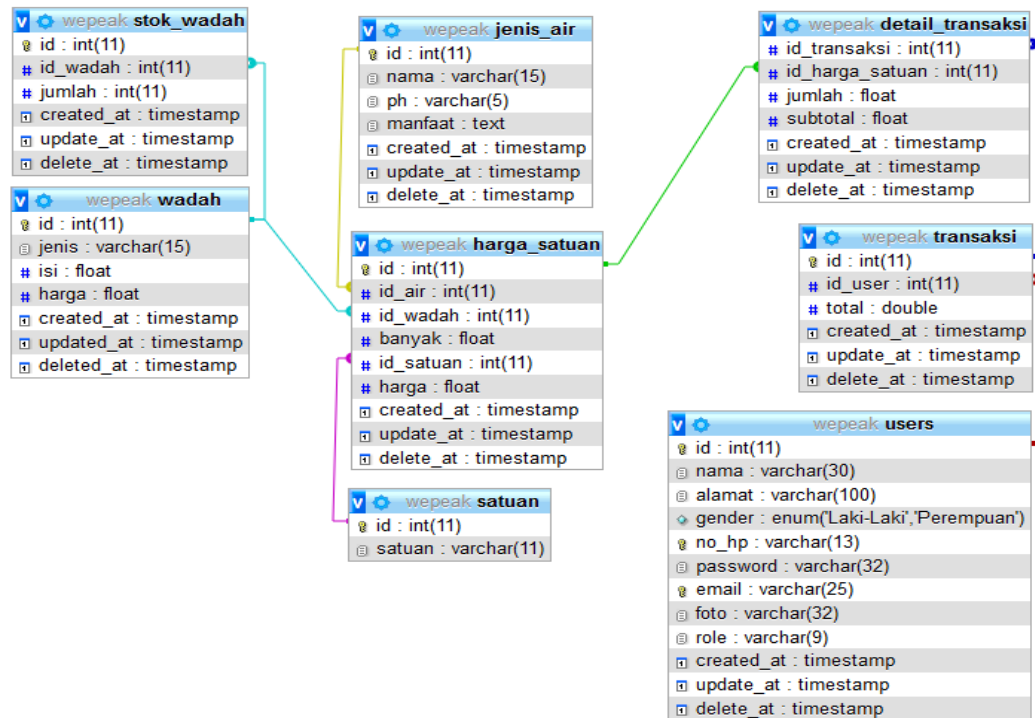 v wepeak stok_wadah
id : int(11)
# id_wadah : int(11)
# jumlah : int(11)
created_at : timestamp
update_at : timestamp
delete_at : timestamp
v wepeak wadah
id : int(11)
jenis : varchar(15)
# isi : float
# harga : float
created_at : timestamp
updated_at : timestamp
deleted_at : timestamp
v wepeak jenis_air
id : int(11)
nama : varchar(15)
ph : varchar(5)
manfaat : text
created_at : timestamp
update_at : timestamp
delete_at : timestamp
v wepeak harga_satuan
id : int(11)
# id_air : int(11)
# id_wadah : int(11)
# banyak : float
# id_satuan : int(11)
# harga : float
created_at : timestamp
update_at : timestamp
delete_at : timestamp
v wepeak satuan
id : int(11)
satuan : varchar(11)
v wepeak detail_transaksi
# id_transaksi : int(11)
# id_harga_satuan : int(11)
# jumlah : float
# subtotal : float
created_at : timestamp
update_at : timestamp
delete_at : timestamp
v wepeak transaksi
id : int(11)
# id_user : int(11)
# total : double
created_at : timestamp
update_at : timestamp
delete_at : timestamp
v wepeak users
id : int(11)
nama : varchar(30)
alamat : varchar(100)
gender : enum('Laki-Laki','Perempuan')
no_hp : varchar(13)
password : varchar(32)
email : varchar(25)
foto : varchar(32)
role : varchar(9)
created_at : timestamp
update_at : timestamp
delete_at : timestamp